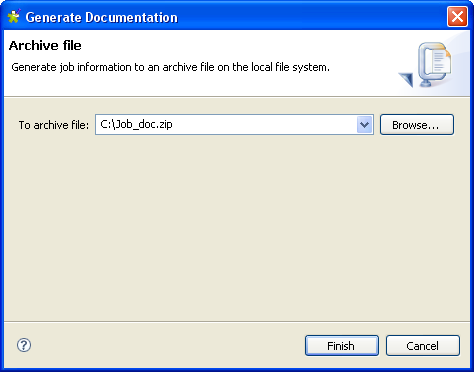 Generate Documentation
Archive file
Generate job information to an archive file on the local file system.
To archive file: C:\Job_doc.zip Browse...
? Finish Cancel